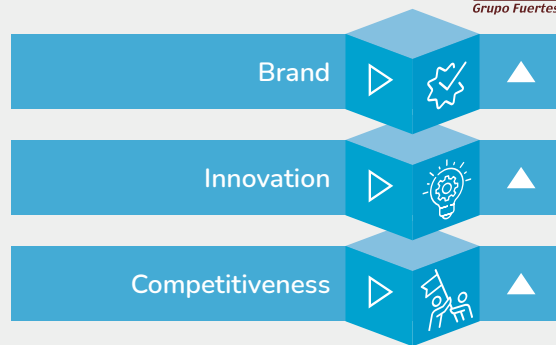 Grupo Fuertes
Brand
Innovation
Competitiveness